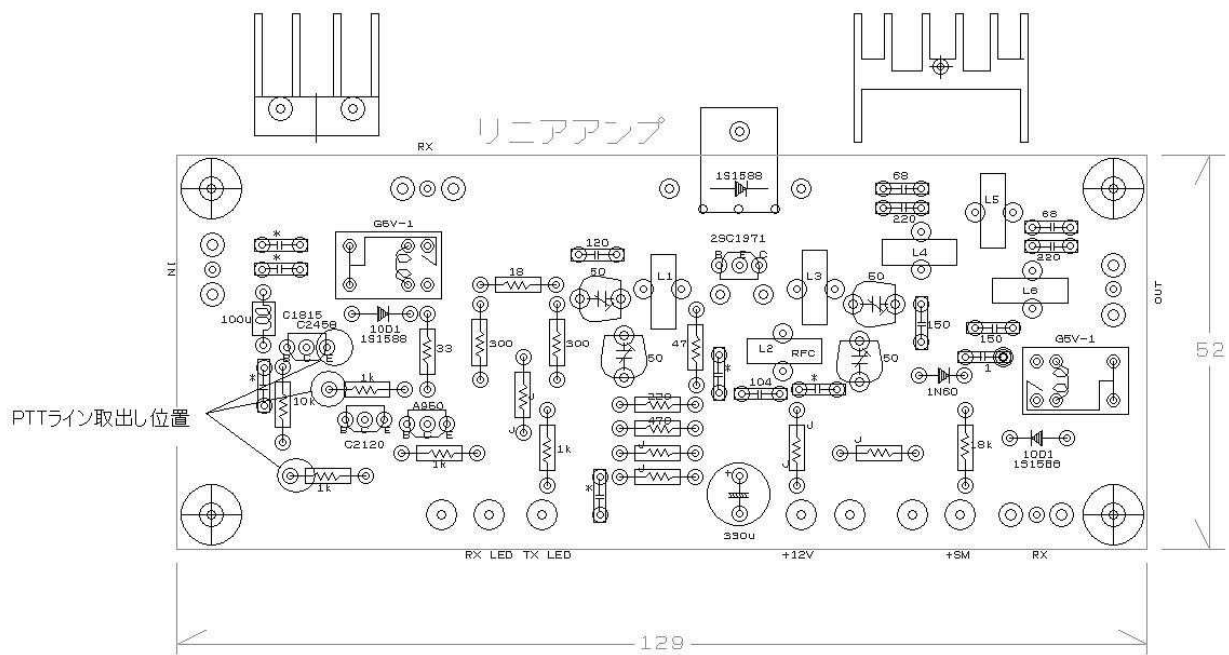 リニアアンプ
RX
1S1588
68
220
L5
68
220
G5V-1
*
*
120
2SC1971
B E C
L4
IN
50
L1
L3
50
L6
OUT
18
100u
C1815
C2458
10D1
1S1588
33
300
300
50
47
150
150
G5V-1
52
B C E
L2 RFC
50
*
1k
*
104
*
1
1N60
10k
J
220
PTTライン取出し位置
A950
B C E
B C E
C2120
470
J
J
J
J
10D1
1S1588
1k
1k
J
18k
J
1k
*
+
330u
RX LED TX LED
+12V
+SM
RX
129